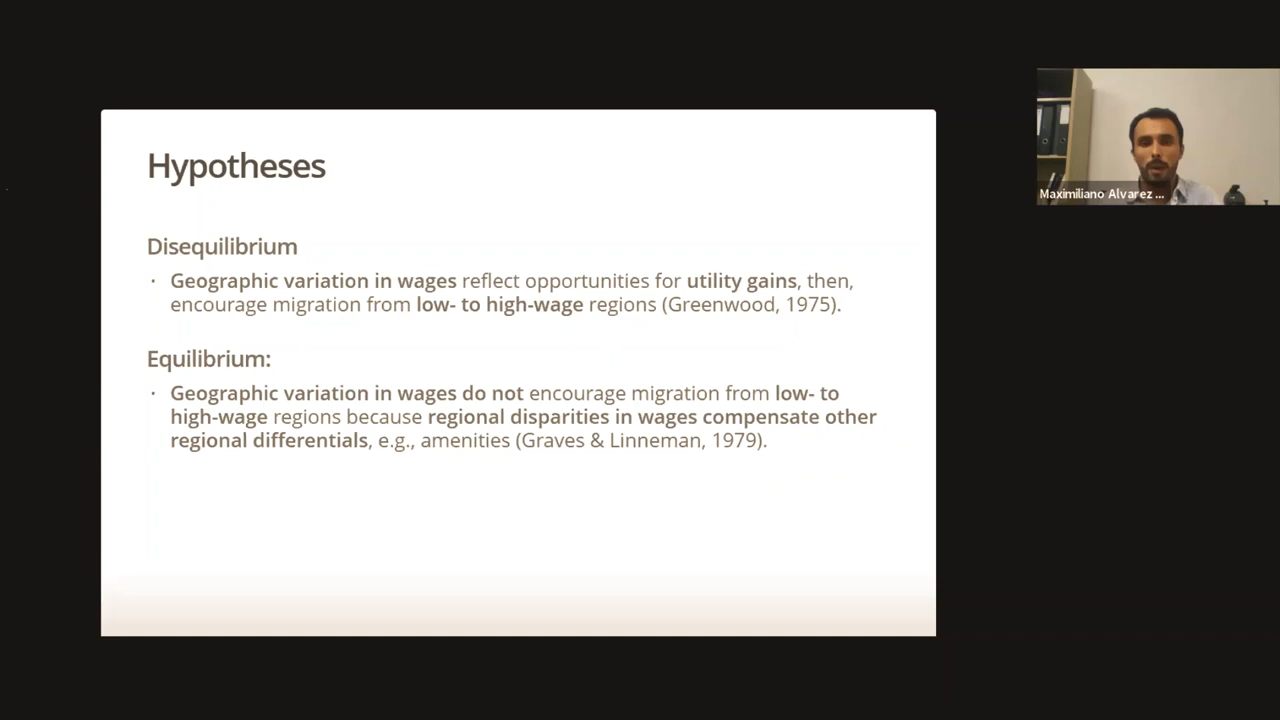 Hypotheses
Disequilibrium
· Geographic variation in wages reflect opportunities for utility gains, then,
encourage migration from low- to high-wage regions (Greenwood, 1975).
Equilibrium:
· Geographic variation in wages do not encourage migration from low- to
high-wage regions because regional disparities in wages compensate other
regional differentials, e.g., amenities (Graves & Linneman, 1979).
Maximiliano Alvarez ...